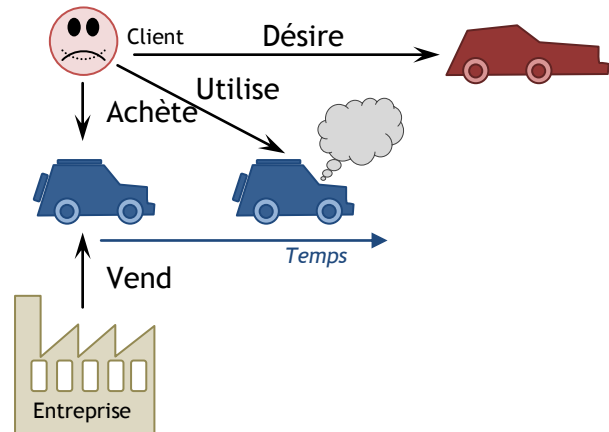 Client
Désire
Utilise
Achète
Temps
Vend
Entreprise